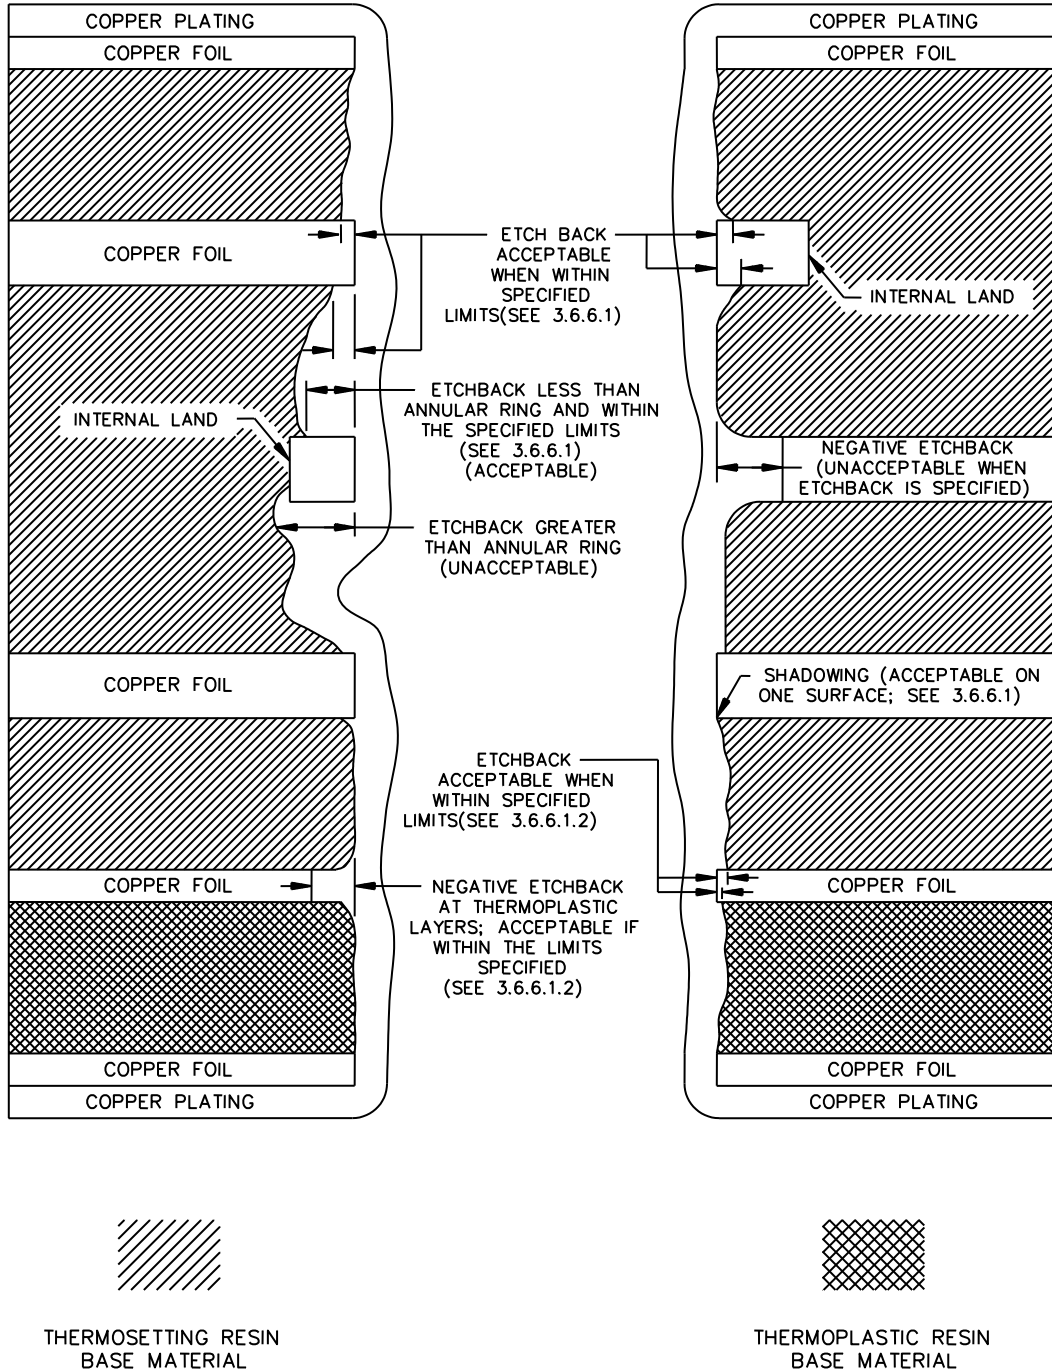 COPPER PLATING
COPPER PLATING
COPPER FOIL
COPPER FOIL
ETCH BACK
ACCEPTABLE
WHEN WITHIN
SPECIFIED
LIMITS(SEE 3.6.6.1)
COPPER FOIL
INTERNAL LAND
ETCHBACK LESS THAN
ANNULAR RING AND WITHIN
THE SPECIFIED LIMITS
(SEE 3.6.6.1)
(ACCEPTABLE)
INTERNAL LAND
NEGATIVE ETCHBACK
(UNACCEPTABLE WHEN
ETCHBACK IS SPECIFIED)
ETCHBACK GREATER
THAN ANNULAR RING
(UNACCEPTABLE)
COPPER FOIL
SHADOWING (ACCEPTABLE ON
ONE SURFACE; SEE 3.6.6.1)
ETCHBACK
ACCEPTABLE WHEN
WITHIN SPECIFIED
LIMITS(SEE 3.6.6.1.2)
COPPER FOIL
COPPER FOIL
NEGATIVE ETCHBACK
AT THERMOPLASTIC
LAYERS; ACCEPTABLE IF
WITHIN THE LIMITS
SPECIFIED
(SEE 3.6.6.1.2)
COPPER FOIL
COPPER FOIL
COPPER PLATING
COPPER PLATING
THERMOSETTING RESIN
BASE MATERIAL
THERMOPLASTIC RESIN
BASE MATERIAL